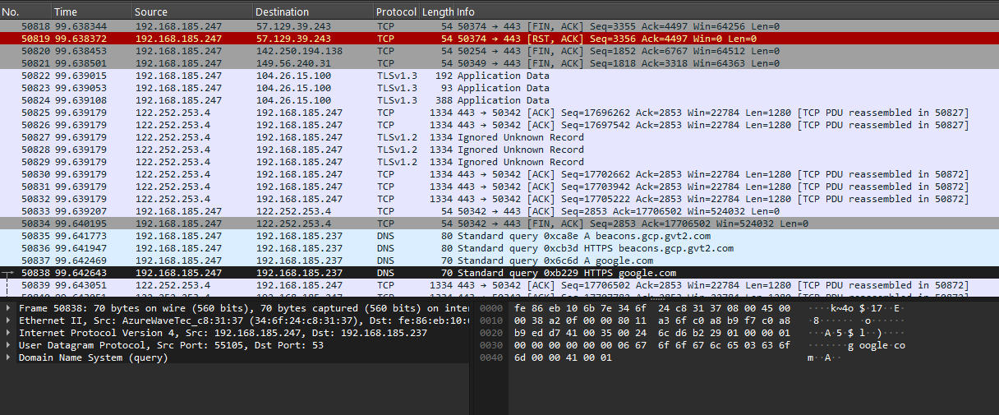 No. Time Source Destination Protocol Length Info
50818 99.638344 192.168.185.247 57.129.39.243 TCP 54 50374 → 443 [FIN, ACK] Seq=3355 Ack=4497 Win=64256 Len=0
50819 99.638372 192.168.185.247 57.129.39.243 TCP 54 50374 → 443 [RST, ACK] Seq=3356 Ack=4497 Win=0 Len=0
50820 99.638453 192.168.185.247 142.250.194.138 TCP 54 50254 → 443 [FIN, ACK] Seq=1852 Ack=6767 Win=64512 Len=0
50821 99.638501 192.168.185.247 149.56.240.31 TCP 54 50349 → 443 [FIN, ACK] Seq=1818 Ack=3318 Win=64363 Len=0
50822 99.639015 192.168.185.247 104.26.15.100 TLSv1.3 192 Application Data
50823 99.639053 192.168.185.247 104.26.15.100 TLSv1.3 93 Application Data
50824 99.639108 192.168.185.247 104.26.15.100 TLSv1.3 388 Application Data
50825 99.639179 122.252.253.4 192.168.185.247 TCP 1334 443 → 50342 [ACK] Seq=17696262 Ack=2853 Win=22784 Len=1280 [TCP PDU reassembled in 50827]
50826 99.639179 122.252.253.4 192.168.185.247 TCP 1334 443 → 50342 [ACK] Seq=17697542 Ack=2853 Win=22784 Len=1280 [TCP PDU reassembled in 50827]
50827 99.639179 122.252.253.4 192.168.185.247 TLSv1.2 1334 Ignored Unknown Record
50828 99.639179 122.252.253.4 192.168.185.247 TLSv1.2 1334 Ignored Unknown Record
50829 99.639179 122.252.253.4 192.168.185.247 TLSv1.2 1334 Ignored Unknown Record
50830 99.639179 122.252.253.4 192.168.185.247 TCP 1334 443 → 50342 [ACK] Seq=17702662 Ack=2853 Win=22784 Len=1280 [TCP PDU reassembled in 50872]
50831 99.639179 122.252.253.4 192.168.185.247 TCP 1334 443 → 50342 [ACK] Seq=17703942 Ack=2853 Win=22784 Len=1280 [TCP PDU reassembled in 50872]
50832 99.639179 122.252.253.4 192.168.185.247 TCP 1334 443 → 50342 [ACK] Seq=17705222 Ack=2853 Win=22784 Len=1280 [TCP PDU reassembled in 50872]
50833 99.639207 192.168.185.247 122.252.253.4 TCP 54 50342 → 443 [ACK] Seq=2853 Ack=17706502 Win=524032 Len=0
50834 99.640195 192.168.185.247 122.252.253.4 TCP 54 50342 → 443 [FIN, ACK] Seq=2853 Ack=17706502 Win=524032 Len=0
50835 99.641773 192.168.185.247 192.168.185.237 DNS 80 Standard query 0xca8e A beacons.gcp.gvt2.com
50836 99.641947 192.168.185.247 192.168.185.237 DNS 80 Standard query 0xcb3d HTTPS beacons.gcp.gvt2.com
50837 99.642469 192.168.185.247 192.168.185.237 DNS 70 Standard query 0x6c6d A google.com
50838 99.642643 192.168.185.247 192.168.185.237 DNS 70 Standard query 0xb229 HTTPS google.com
50839 99.643051 122.252.253.4 192.168.185.247 TCP 1334 443 → 50342 [ACK] Seq=17706502 Ack=2853 Win=22784 Len=1280 [TCP PDU reassembled in 50872]
Frame 50838: 70 bytes on wire (560 bits), 70 bytes captured (560 bits) on inter
Ethernet II, Src: AzureWaveTec_c8:31:37 (34:6f:24:c8:31:37), Dst: fe:86:eb:10:6
Internet Protocol Version 4, Src: 192.168.185.247, Dst: 192.168.185.237
User Datagram Protocol, Src Port: 55105, Dst Port: 53
Domain Name System (query)
0000 fe 86 eb 10 6b 7e 34 6f 24 c8 31 37 08 00 45 00 ····k~4o $·17··E·
0010 00 38 a2 0f 00 00 80 11 a3 6f c0 a8 b9 f7 c0 a8 ·8······ ·o······
0020 b9 ed d7 41 00 35 00 24 6c cd b6 b2 29 01 00 00 01 ···A·5·$ l··)····
0030 00 00 00 00 00 00 06 67 6f 6f 67 6c 65 03 63 6f ·······g oogle·co
0040 6d 00 00 41 00 01 m··A··